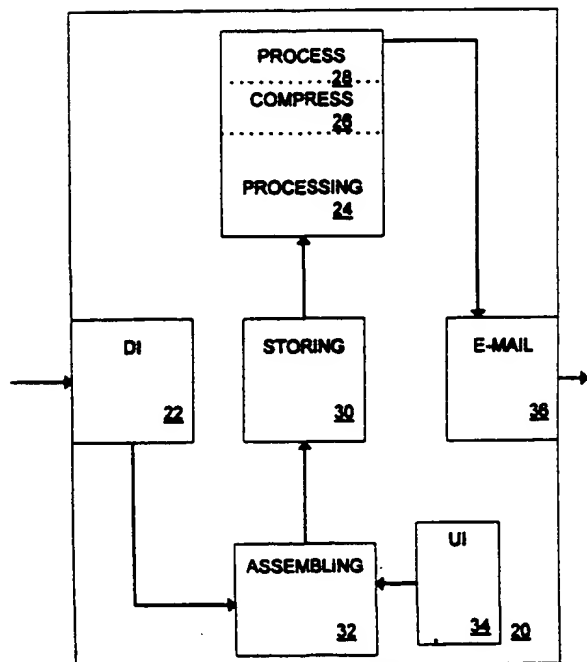 PROCESS
28
COMPRESS
26
PROCESSING
24
DI
22
STORING
30
E-MAIL
36
ASSEMBLING
32
UI
34
20